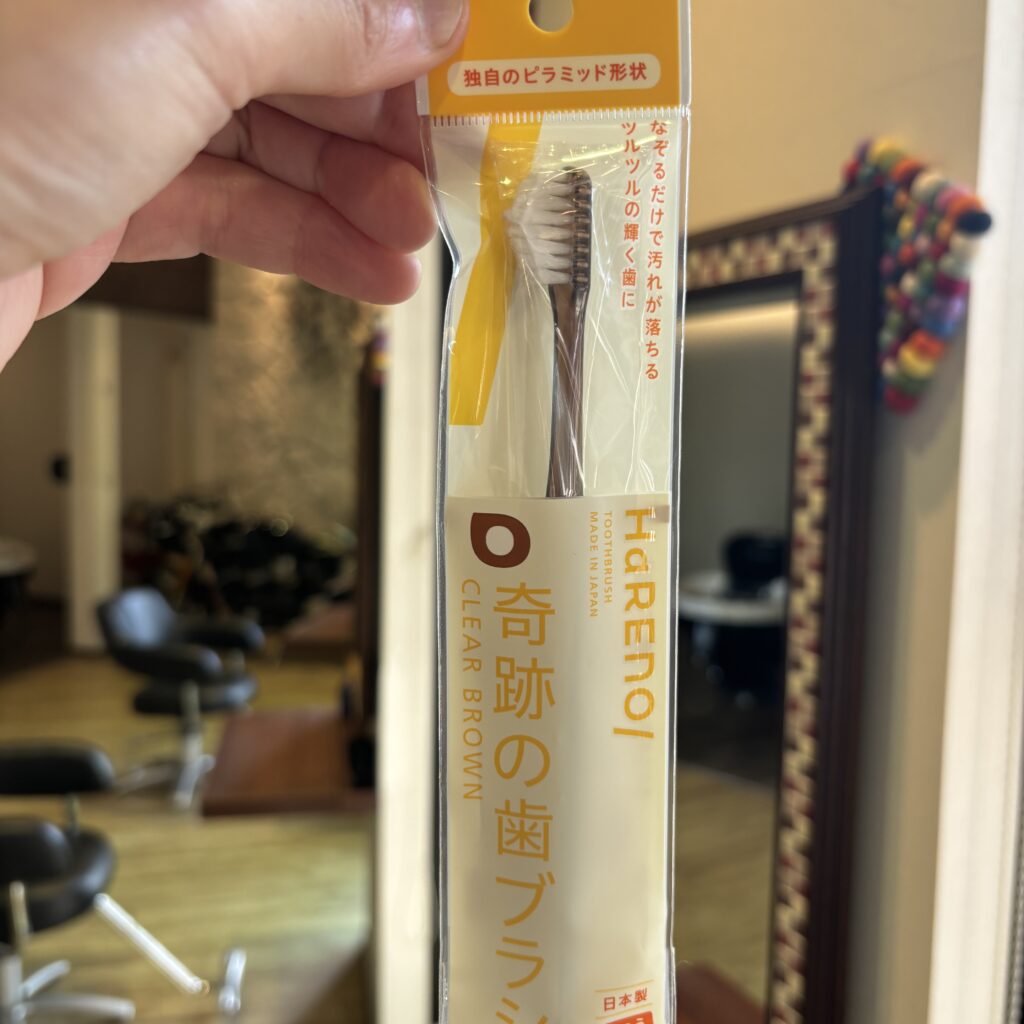 独自のピラミッド形状
なぞるだけで汚れが落ちる
ツルツルの輝く歯に
HaRENO!
TOOTHBRUSH
MADE IN JAPAN
奇跡の歯ブラシ
CLEAR BROWN
日本製